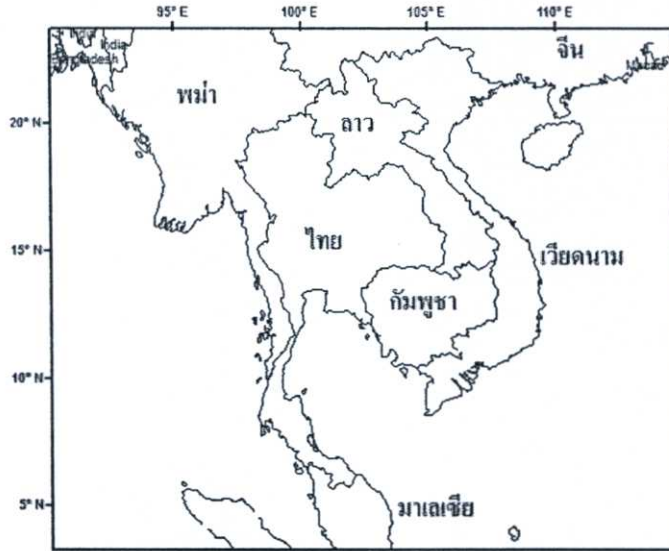 95° E 100° E 105° E 110° E
India
India
จีน
พม่า
ลาว
20° N
ไทย
เวียดนาม
15° N
กัมพูชา
10° N
5° N
มาเลเซีย